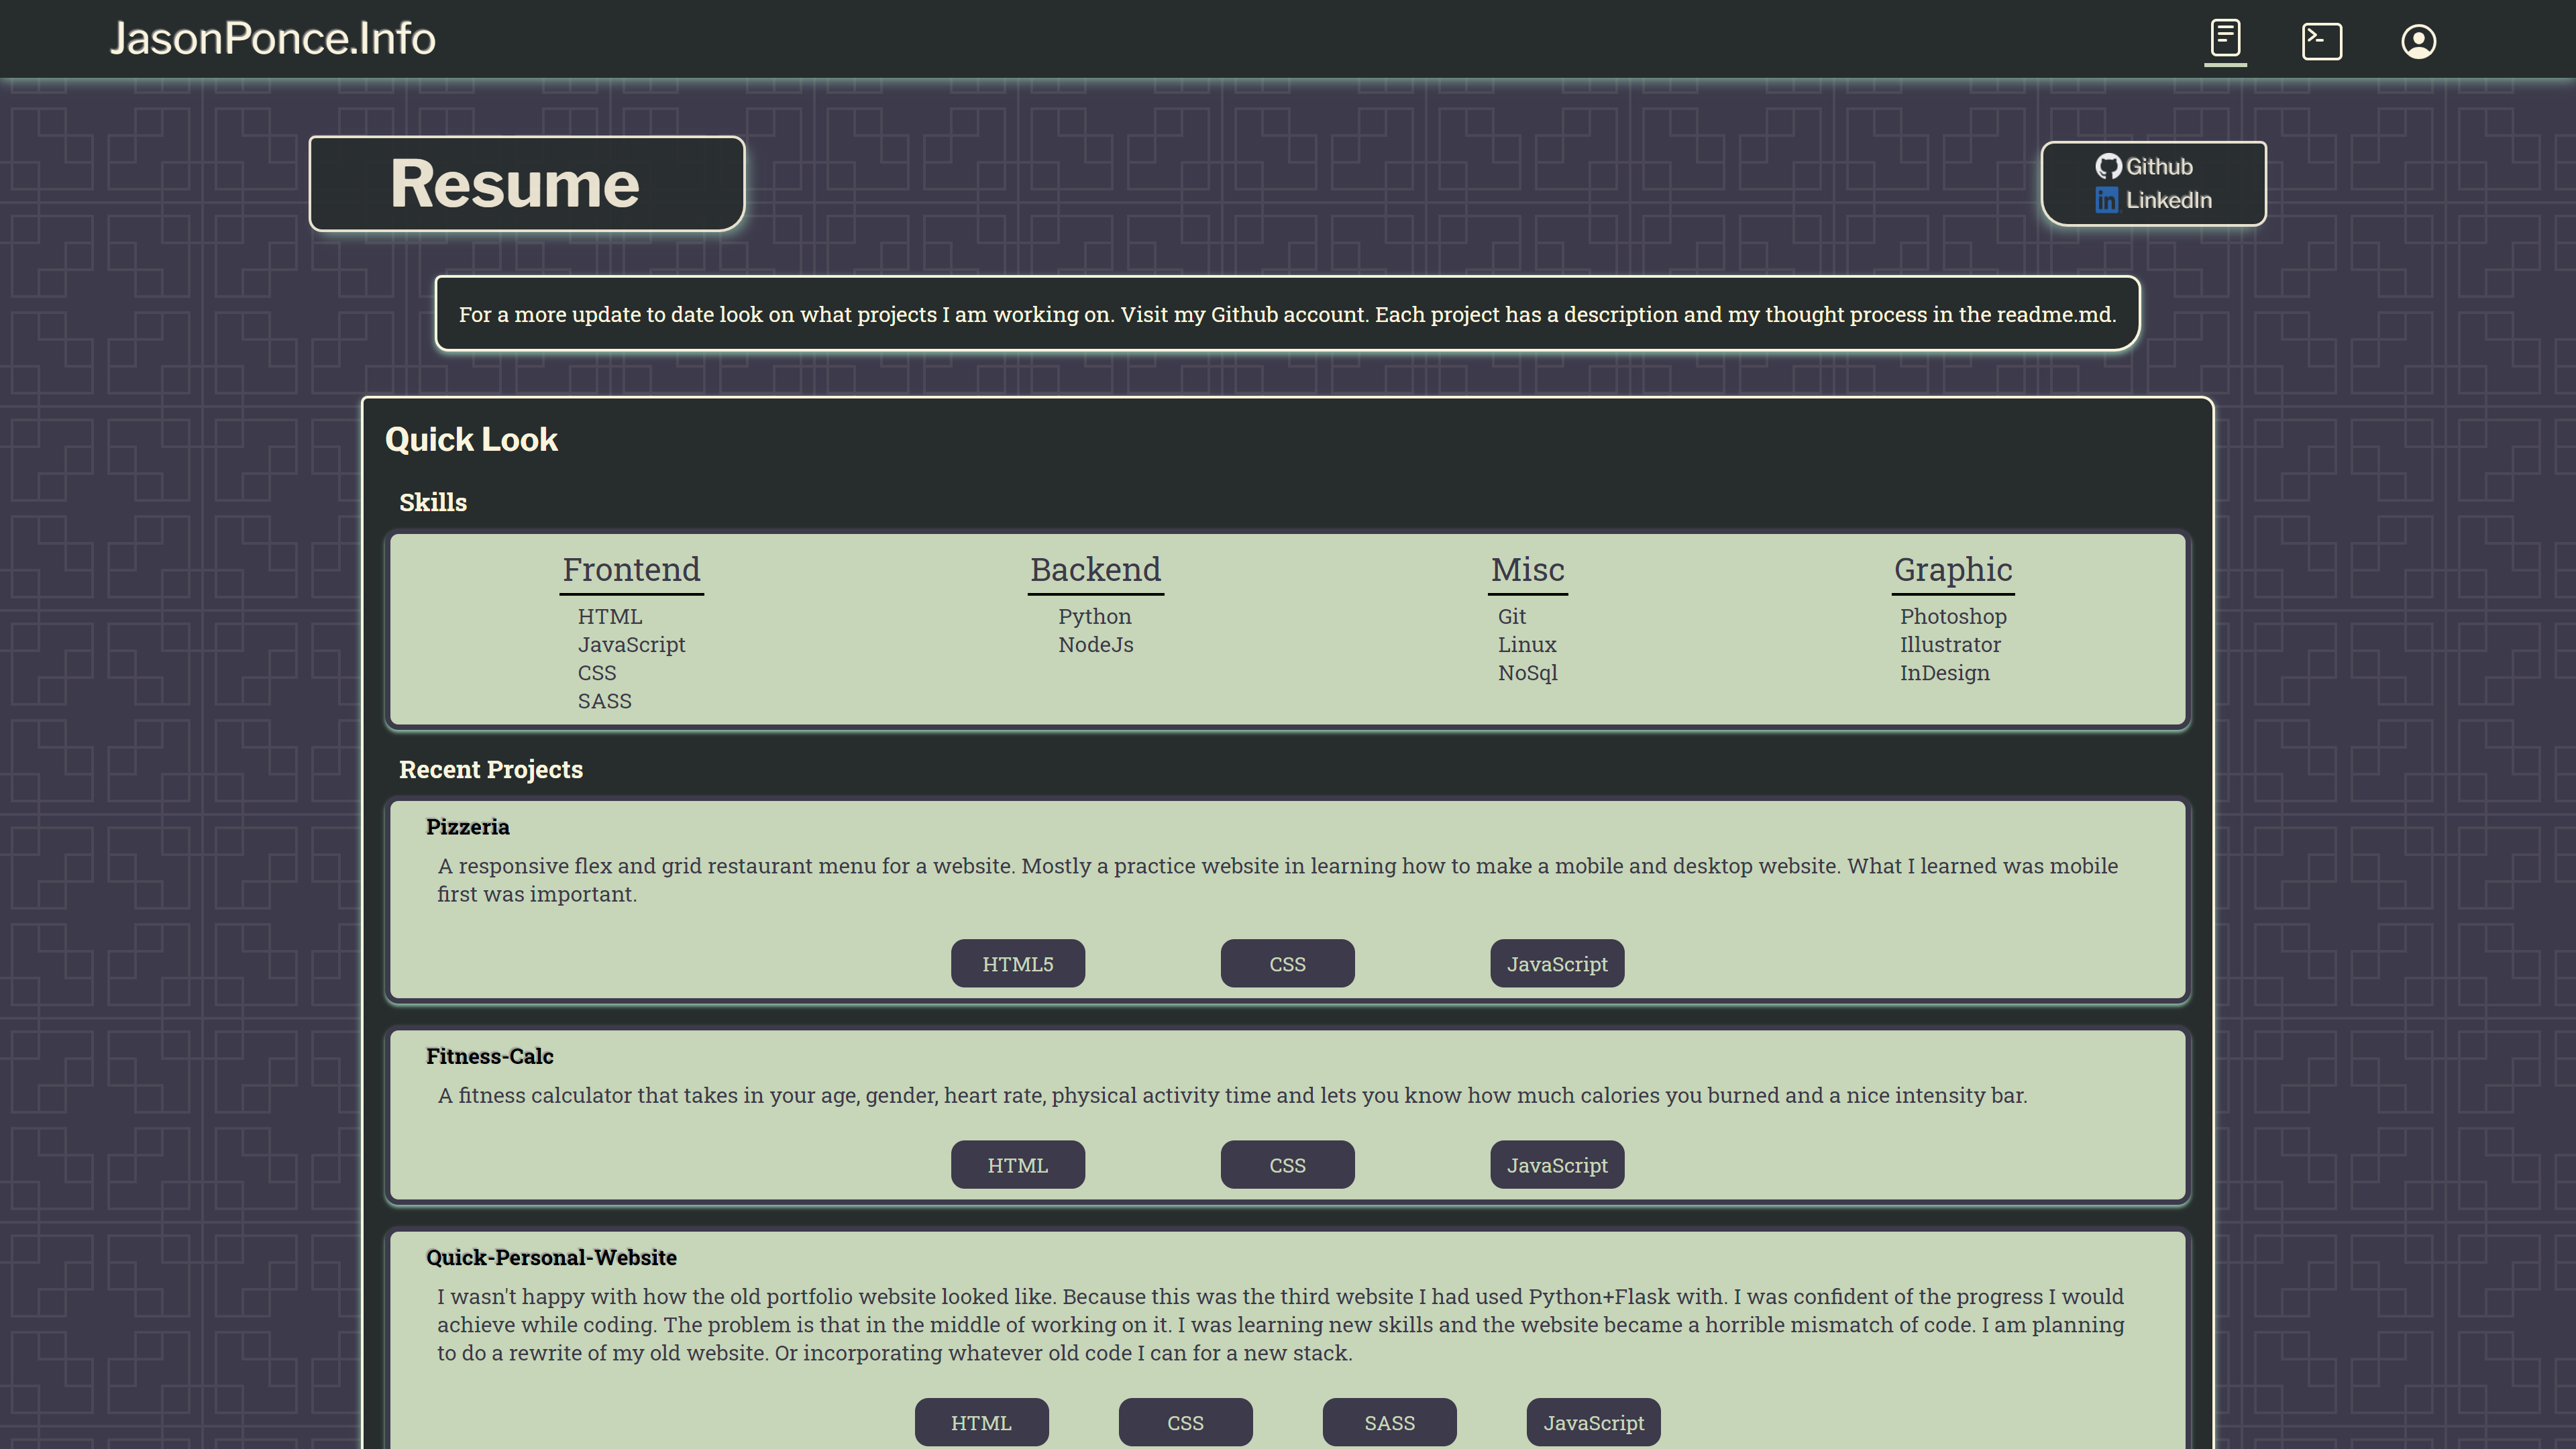 JasonPonce.Info
Resume
Github
LinkedIn
For a more update to date look on what projects I am working on. Visit my Github account. Each project has a description and my thought process in the readme.md.
Quick Look
Skills
Frontend
HTML
JavaScript
CSS
SASS
Backend
Python
NodeJs
Misc
Git
Linux
NoSql
Graphic
Photoshop
Illustrator
InDesign
Recent Projects
Pizzeria
A responsive flex and grid restaurant menu for a website. Mostly a practice website in learning how to make a mobile and desktop website. What I learned was mobile
first was important.
HTML5 CSS JavaScript
Fitness-Calc
A fitness calculator that takes in your age, gender, heart rate, physical activity time and lets you know how much calories you burned and a nice intensity bar.
HTML CSS JavaScript
Quick-Personal-Website
I wasn't happy with how the old portfolio website looked like. Because this was the third website I had used Python+Flask with. I was confident of the progress I would
achieve while coding. The problem is that in the middle of working on it. I was learning new skills and the website became a horrible mismatch of code. I am planning
to do a rewrite of my old website. Or incorporating whatever old code I can for a new stack.
HTML CSS SASS JavaScript